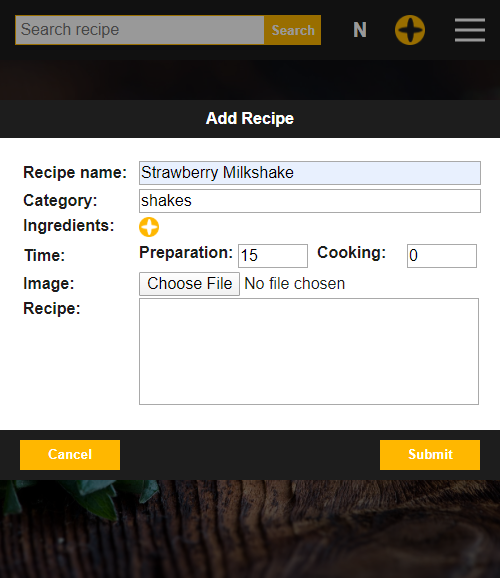 Search recipe Search N
Add Recipe
Recipe name: Strawberry Milkshake
Category: shakes
Ingredients:
Time: Preparation: 15 Cooking: 0
Image: Choose File No file chosen
Recipe:
Cancel Submit